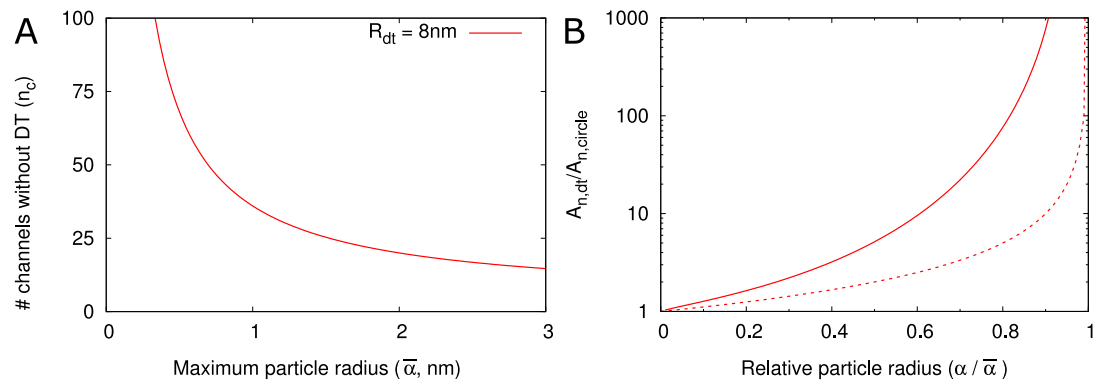 A
# channels without DT (n_c)
100
75
50
25
0
R_dt = 8nm
0 1 2 3
Maximum particle radius (α̅, nm)
B
A_n,dt/A_n,circle
1000
100
10
1
0 0.2 0.4 0.6 0.8 1
Relative particle radius (α / α̅)